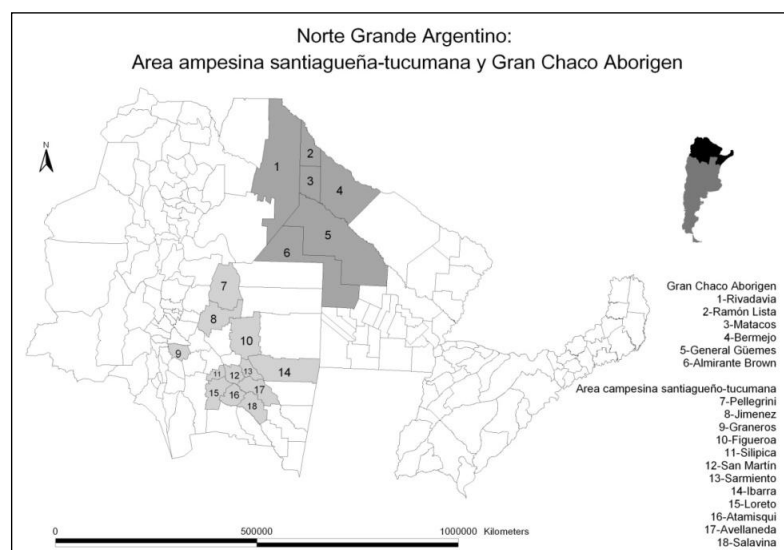 Norte Grande Argentino:
Area ampesina santiagueña-tucumana y Gran Chaco Aborigen
N
1
2
3
4
5
6
7
8
9
10
11
12
13
14
15
16
17
18
Gran Chaco Aborigen
1-Rivadavia
2-Ramón Lista
3-Matacos
4-Bermejo
5-General Güemes
6-Almirante Brown
Area campesina santiagueño-tucumana
7-Pellegrini
8-Jimenez
9-Graneros
10-Figueroa
11-Silipica
12-San Martín
13-Sarmiento
14-Ibarra
15-Loreto
16-Atamisqui
17-Avellaneda
18-Salavina
0 500000 1000000 Kilometers